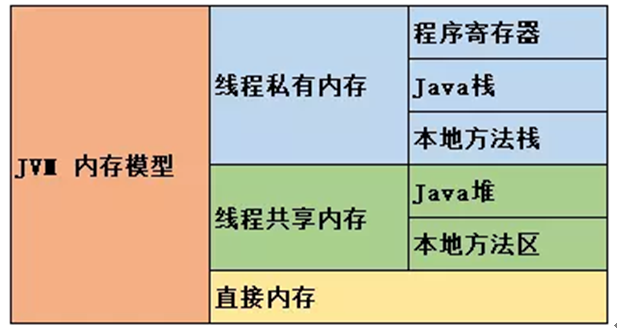 JVM 内存模型
线程私有内存
程序寄存器
Java栈
本地方法栈
线程共享内存
Java堆
本地方法区
直接内存